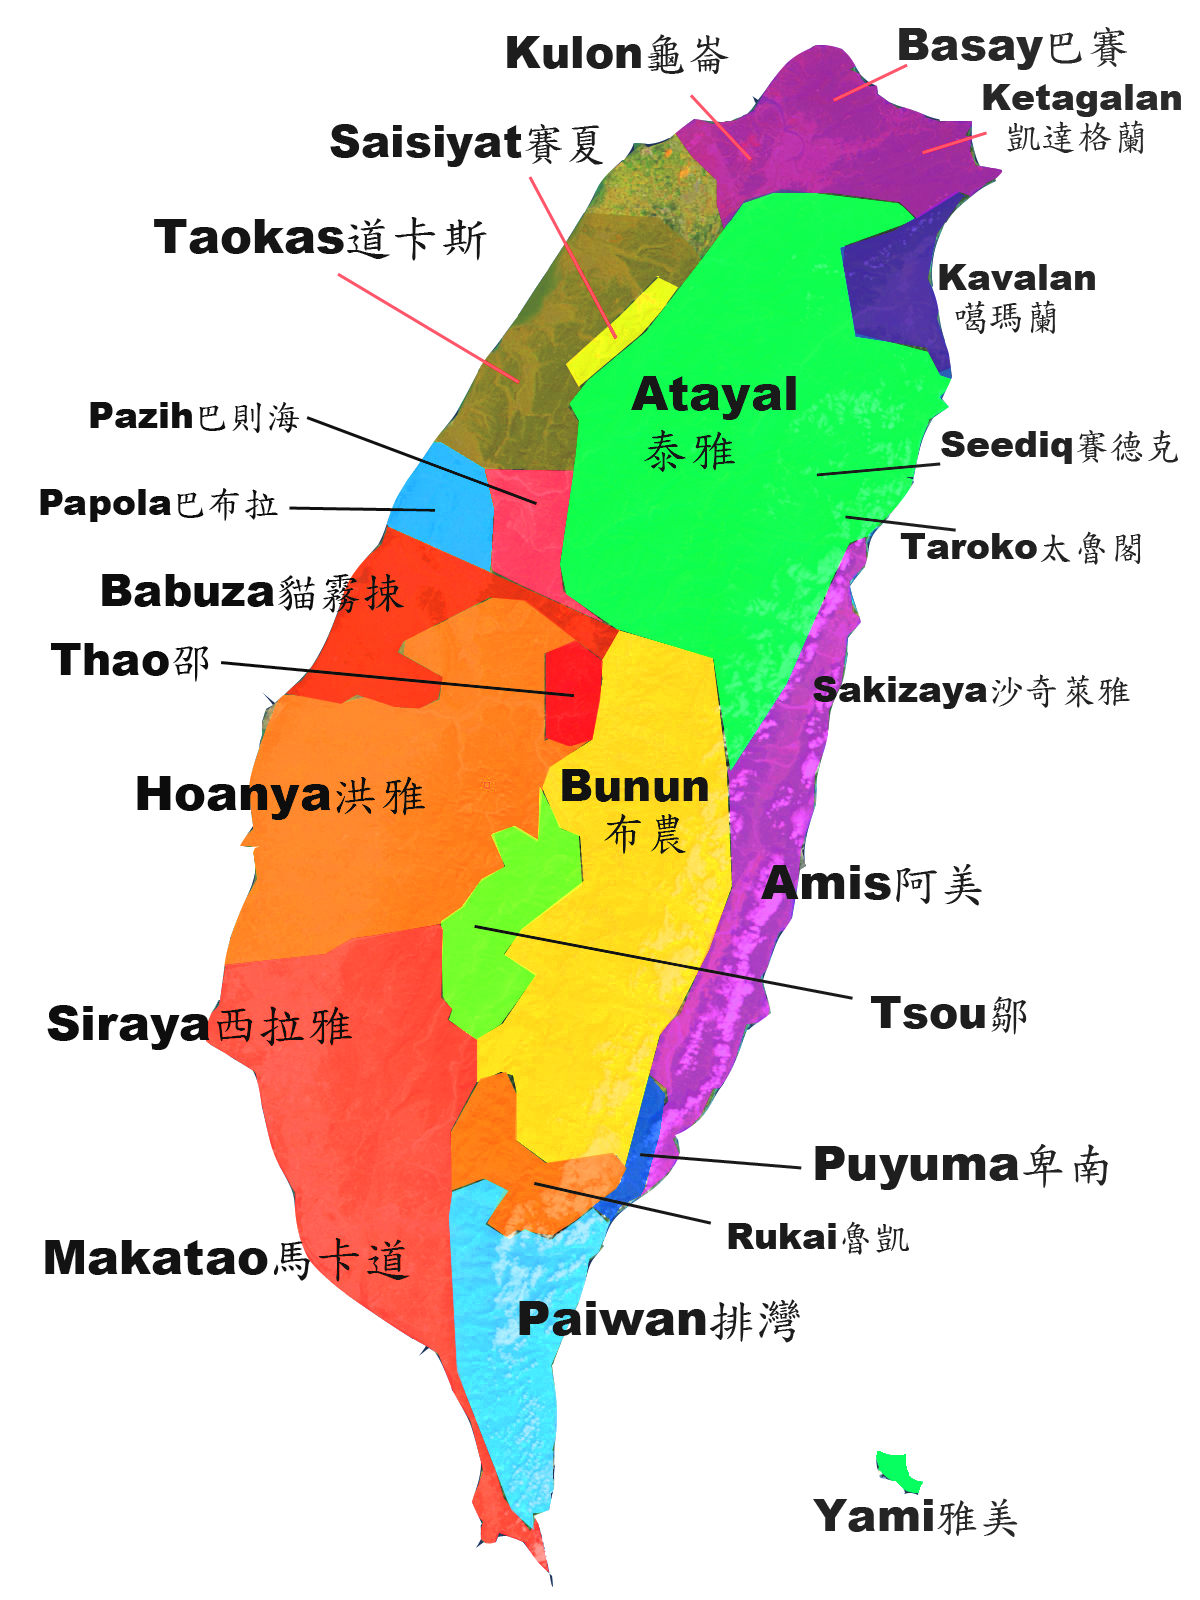 Kulon龜崙
Basay巴賽
Ketagalan
凱達格蘭
Saisiyat賽夏
Taokas道卡斯
Kavalan
噶瑪蘭
Atayal
泰雅
Pazih巴則海
Seediq賽德克
Papola巴布拉
Taroko太魯閣
Babuza貓霧捒
Thao邵
Sakizaya沙奇萊雅
Hoanya洪雅
Bunun
布農
Amis阿美
Siraya西拉雅
Tsou鄒
Puyuma卑南
Rukai魯凱
Makatao馬卡道
Paiwan排灣
Yami雅美